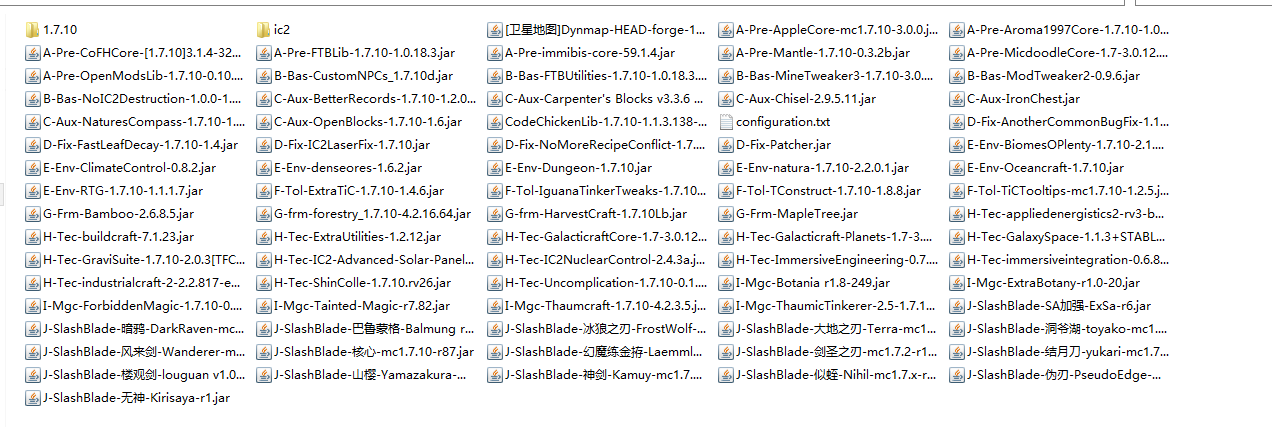 1.7.10 ic2 [卫星地图]Dynmap-HEAD-forge-1... A-Pre-AppleCore-mc1.7.10-3.0.0.j... A-Pre-Aroma1997Core-1.7.10-1.0...
A-Pre-CoFHCore-[1.7.10]3.1.4-32... A-Pre-FTBLib-1.7.10-1.0.18.3.jar A-Pre-immibis-core-59.1.4.jar A-Pre-Mantle-1.7.10-0.3.2b.jar A-Pre-MicdoodleCore-1.7-3.0.12...
A-Pre-OpenModsLib-1.7.10-0.10.... B-Bas-CustomNPCs_1.7.10d.jar B-Bas-FTBUtilities-1.7.10-1.0.18.3... B-Bas-MineTweaker3-1.7.10-3.0.... B-Bas-ModTweaker2-0.9.6.jar
B-Bas-NoIC2Destruction-1.0.0-1.... C-Aux-BetterRecords-1.7.10-1.2.0... C-Aux-Carpenter's Blocks v3.3.6 ... C-Aux-Chisel-2.9.5.11.jar C-Aux-IronChest.jar
C-Aux-NaturesCompass-1.7.10-1.... C-Aux-OpenBlocks-1.7.10-1.6.jar CodeChickenLib-1.7.10-1.1.3.138-... configuration.txt D-Fix-AnotherCommonBugFix-1.1...
D-Fix-FastLeafDecay-1.7.10-1.4.jar D-Fix-IC2LaserFix-1.7.10.jar D-Fix-NoMoreRecipeConflict-1.7.... D-Fix-Patcher.jar E-Env-BiomesOPlenty-1.7.10-2.1....
E-Env-ClimateControl-0.8.2.jar E-Env-denseores-1.6.2.jar E-Env-Dungeon-1.7.10.jar E-Env-natura-1.7.10-2.2.0.1.jar E-Env-Oceancraft-1.7.10.jar
E-Env-RTG-1.7.10-1.1.1.7.jar F-Tol-ExtraTiC-1.7.10-1.4.6.jar F-Tol-IguanaTinkerTweaks-1.7.10... F-Tol-TConstruct-1.7.10-1.8.8.jar F-Tol-TiCTooltips-mc1.7.10-1.2.5.j...
G-Frm-Bamboo-2.6.8.5.jar G-frm-forestry_1.7.10-4.2.16.64.jar G-frm-HarvestCraft-1.7.10Lb.jar G-Frm-MapleTree.jar H-Tec-appliedenergistics2-rv3-b...
H-Tec-buildcraft-7.1.23.jar H-Tec-ExtraUtilities-1.2.12.jar H-Tec-GalacticraftCore-1.7-3.0.12... H-Tec-Galacticraft-Planets-1.7-3.... H-Tec-GalaxySpace-1.1.3+STABL...
H-Tec-GraviSuite-1.7.10-2.0.3[TFC... H-Tec-IC2-Advanced-Solar-Panel... H-Tec-IC2NuclearControl-2.4.3a.j... H-Tec-ImmersiveEngineering-0.7.... H-Tec-immersiveintegration-0.6.8...
H-Tec-industrialcraft-2-2.2.817-e... H-Tec-ShinColle-1.7.10.rv26.jar H-Tec-Uncomplication-1.7.10-0.1... I-Mgc-Botania r1.8-249.jar I-Mgc-ExtraBotany-r1.0-20.jar
I-Mgc-ForbiddenMagic-1.7.10-0.... I-Mgc-Tainted-Magic-r7.82.jar I-Mgc-Thaumcraft-1.7.10-4.2.3.5.j... I-Mgc-ThaumicTinkerer-2.5-1.7.1... J-SlashBlade-SA加强-ExSa-r6.jar
J-SlashBlade-暗鸦-DarkRaven-mc... J-SlashBlade-巴鲁蒙格-Balmung r... J-SlashBlade-冰狼之刃-FrostWolf-... J-SlashBlade-大地之刃-Terra-mc1... J-SlashBlade-洞爷湖-toyako-mc1....
J-SlashBlade-风来剑-Wanderer-m... J-SlashBlade-核心-mc1.7.10-r87.jar J-SlashBlade-幻魔练金拵-Laemml... J-SlashBlade-剑圣之刃-mc1.7.2-r1... J-SlashBlade-结月刀-yukari-mc1.7...
J-SlashBlade-楼观剑-louguan v1.0... J-SlashBlade-山樱-Yamazakura-... J-SlashBlade-神剑-Kamuy-mc1.7.... J-SlashBlade-似蛭-Nihil-mc1.7.x-r... J-SlashBlade-伪刃-PseudoEdge-...
J-SlashBlade-无神-Kirisaya-r1.jar